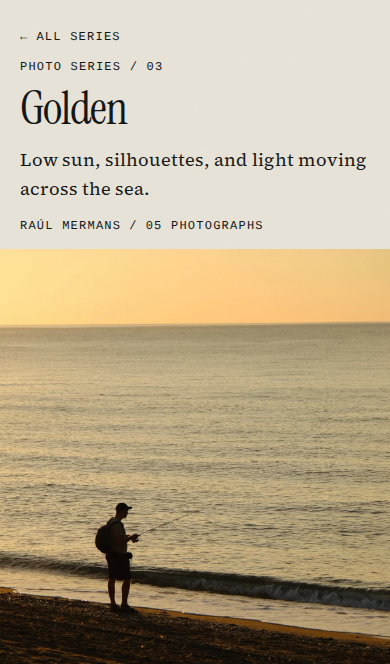 ← ALL SERIES
PHOTO SERIES / 03
Golden
Low sun, silhouettes, and light moving
across the sea.
RAÚL MERMANS / 05 PHOTOGRAPHS